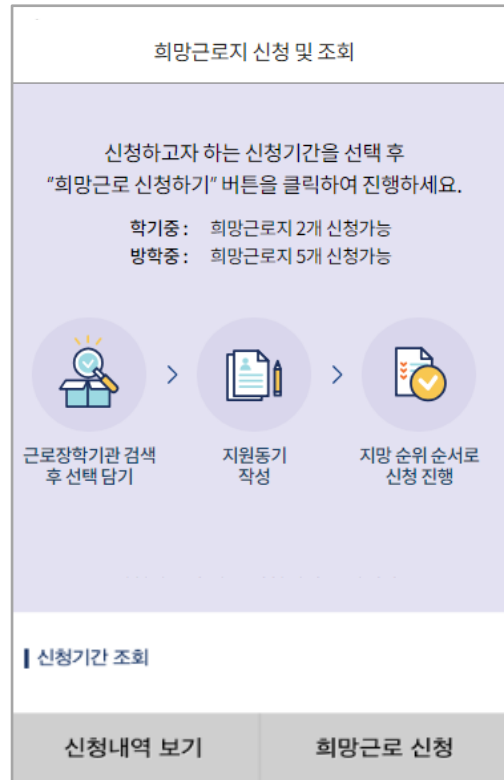 희망근로지 신청 및 조회
신청하고자 하는 신청기간을 선택 후
"희망근로 신청하기" 버튼을 클릭하여 진행하세요.
학기중 : 희망근로지 2개 신청가능
방학중 : 희망근로지 5개 신청가능
근로장학기관 검색
후 선택 담기
지원동기
작성
지망 순위 순서로
신청 진행
신청기간 조회
신청내역 보기
희망근로 신청